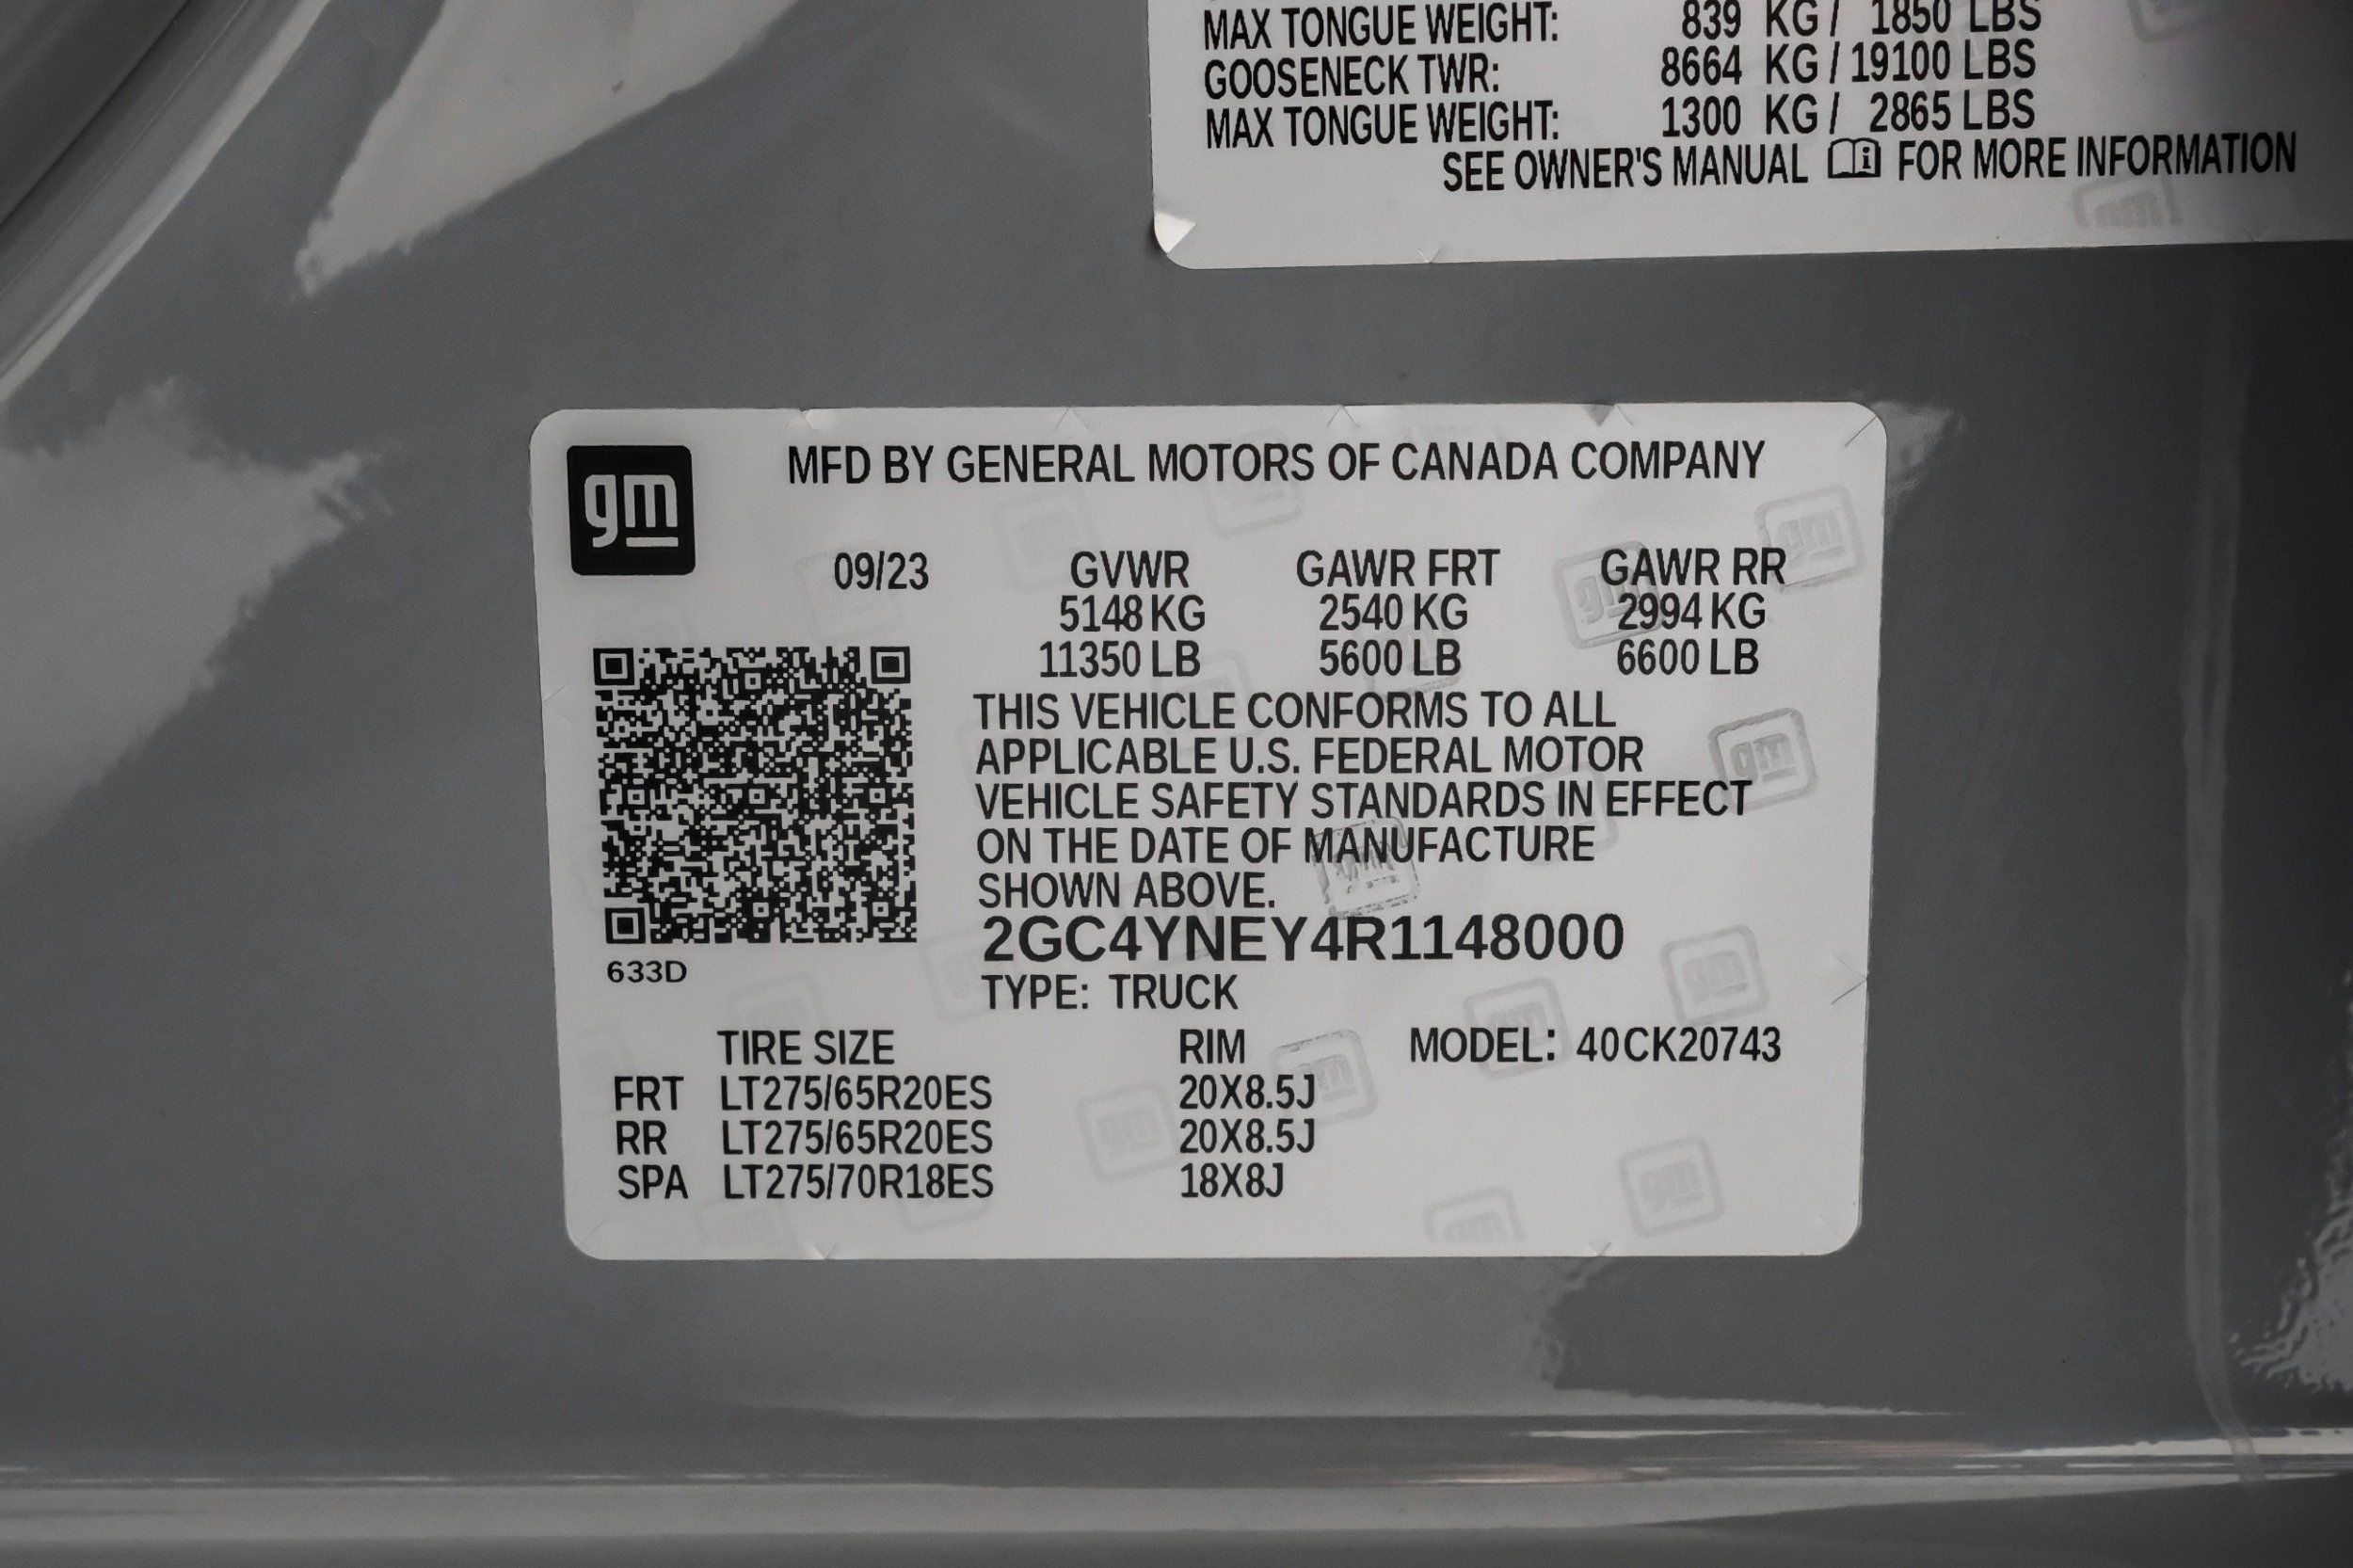 MAX TONGUE WEIGHT: 839 KG / 1850 LBS
GOOSENECK TWR: 8664 KG / 19100 LBS
MAX TONGUE WEIGHT: 1300 KG / 2865 LBS
SEE OWNER'S MANUAL i FOR MORE INFORMATION
gm
MFD BY GENERAL MOTORS OF CANADA COMPANY
09/23 GVWR GAWR FRT GAWR RR
5148 KG 2540 KG 2994 KG
11350 LB 5600 LB 6600 LB
THIS VEHICLE CONFORMS TO ALL
APPLICABLE U.S. FEDERAL MOTOR
VEHICLE SAFETY STANDARDS IN EFFECT
ON THE DATE OF MANUFACTURE
SHOWN ABOVE.
2GC4YNEY4R1148000
633D
TYPE: TRUCK
TIRE SIZE RIM MODEL: 40CK20743
FRT LT275/65R20ES 20X8.5J
RR LT275/65R20ES 20X8.5J
SPA LT275/70R18ES 18X8J